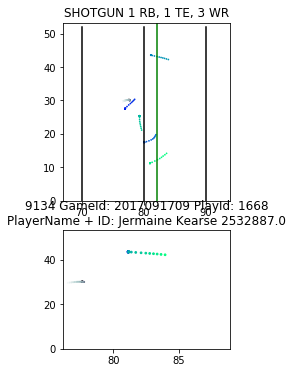 SHOTGUN 1 RB, 1 TE, 3 WR
50
40
30
20
10
0
70 80 90
9134 GameId: 2017091709 PlayId: 1668
PlayerName + ID: Jermaine Kearse 2532887.0
40
20
0
80 85